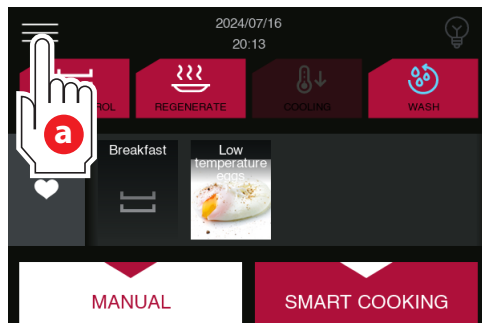 2024/07/16
20:13
ROL
REGENERATE
COOLING
WASH
a
Breakfast
Low
temperature
eggs
MANUAL
SMART COOKING